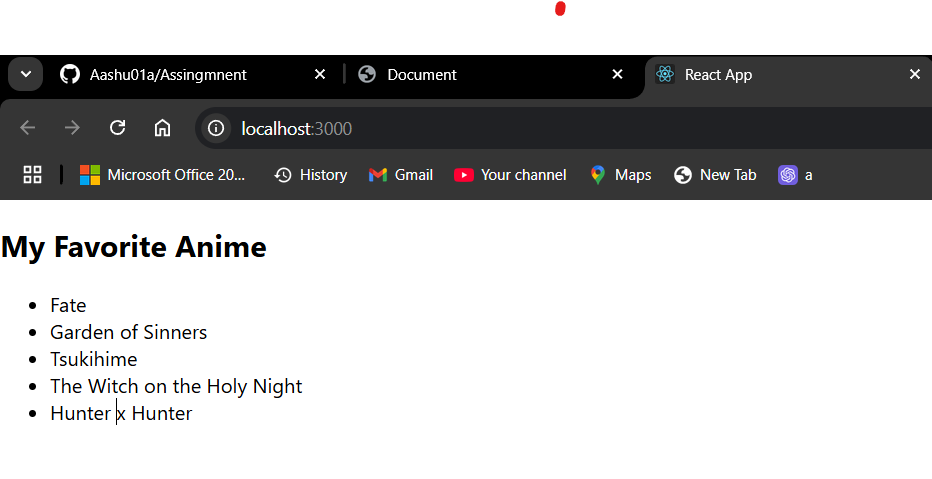 Aashu01a/Assingmnent
Document
React App
localhost:3000
Microsoft Office 20...
History
Gmail
Your channel
Maps
New Tab
a
My Favorite Anime
Fate
Garden of Sinners
Tsukihime
The Witch on the Holy Night
Hunter x Hunter